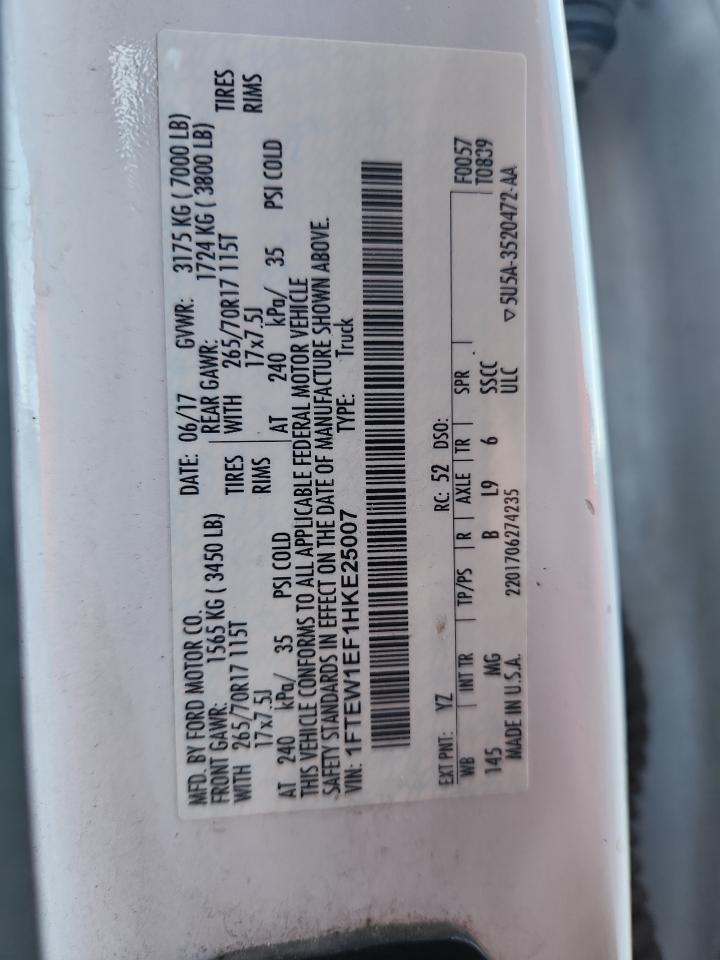 MFD. BY FORD MOTOR CO.
DATE: 06/17 GVWR: 3175 KG ( 7000 LB)
FRONT GAWR: 1565 KG ( 3450 LB)
REAR GAWR: 1724 KG ( 3800 LB)
WITH 265/70R17 115T TIRES
WITH 265/70R17 115T TIRES
17x7.5J RIMS
17x7.5J RIMS
AT 240 kPa/ 35 PSI COLD
AT 240 kPa/ 35 PSI COLD
THIS VEHICLE CONFORMS TO ALL APPLICABLE FEDERAL MOTOR VEHICLE
SAFETY STANDARDS IN EFFECT ON THE DATE OF MANUFACTURE SHOWN ABOVE.
VIN: 1FTEW1EF1HKE25007 TYPE: Truck
EXT PNT: YZ RC: 52 DSO: F0057
WB INT TR TP/PS R AXLE TR SPR T0839
145 MG B L9 6 SSCC
MADE IN U.S.A. 2201706274235 ULC ▽5U5A-3520472-AA